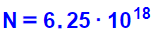 N = 6.25 · 10¹⁸